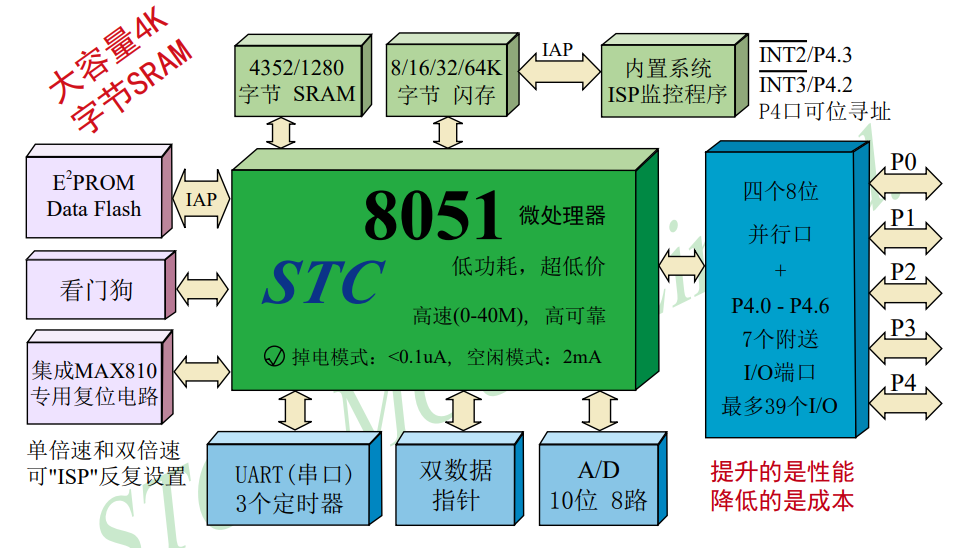 大容量4K
字节SRAM
4352/1280
字节 SRAM
8/16/32/64K
字节 闪存
IAP
内置系统
ISP监控程序
INT2/P4.3
INT3/P4.2
P4口可位寻址
E²PROM
Data Flash
IAP
看门狗
集成MAX810
专用复位电路
单倍速和双倍速
可"ISP"反复设置
8051 微处理器
STC
低功耗，超低价
高速(0-40M)，高可靠
掉电模式：<0.1uA，空闲模式：2mA
四个8位
并行口
+
P4.0 - P4.6
7个附送
I/O端口
最多39个I/O
P0
P1
P2
P3
P4
UART(串口)
3个定时器
双数据
指针
A/D
10位 8路
提升的是性能
降低的是成本